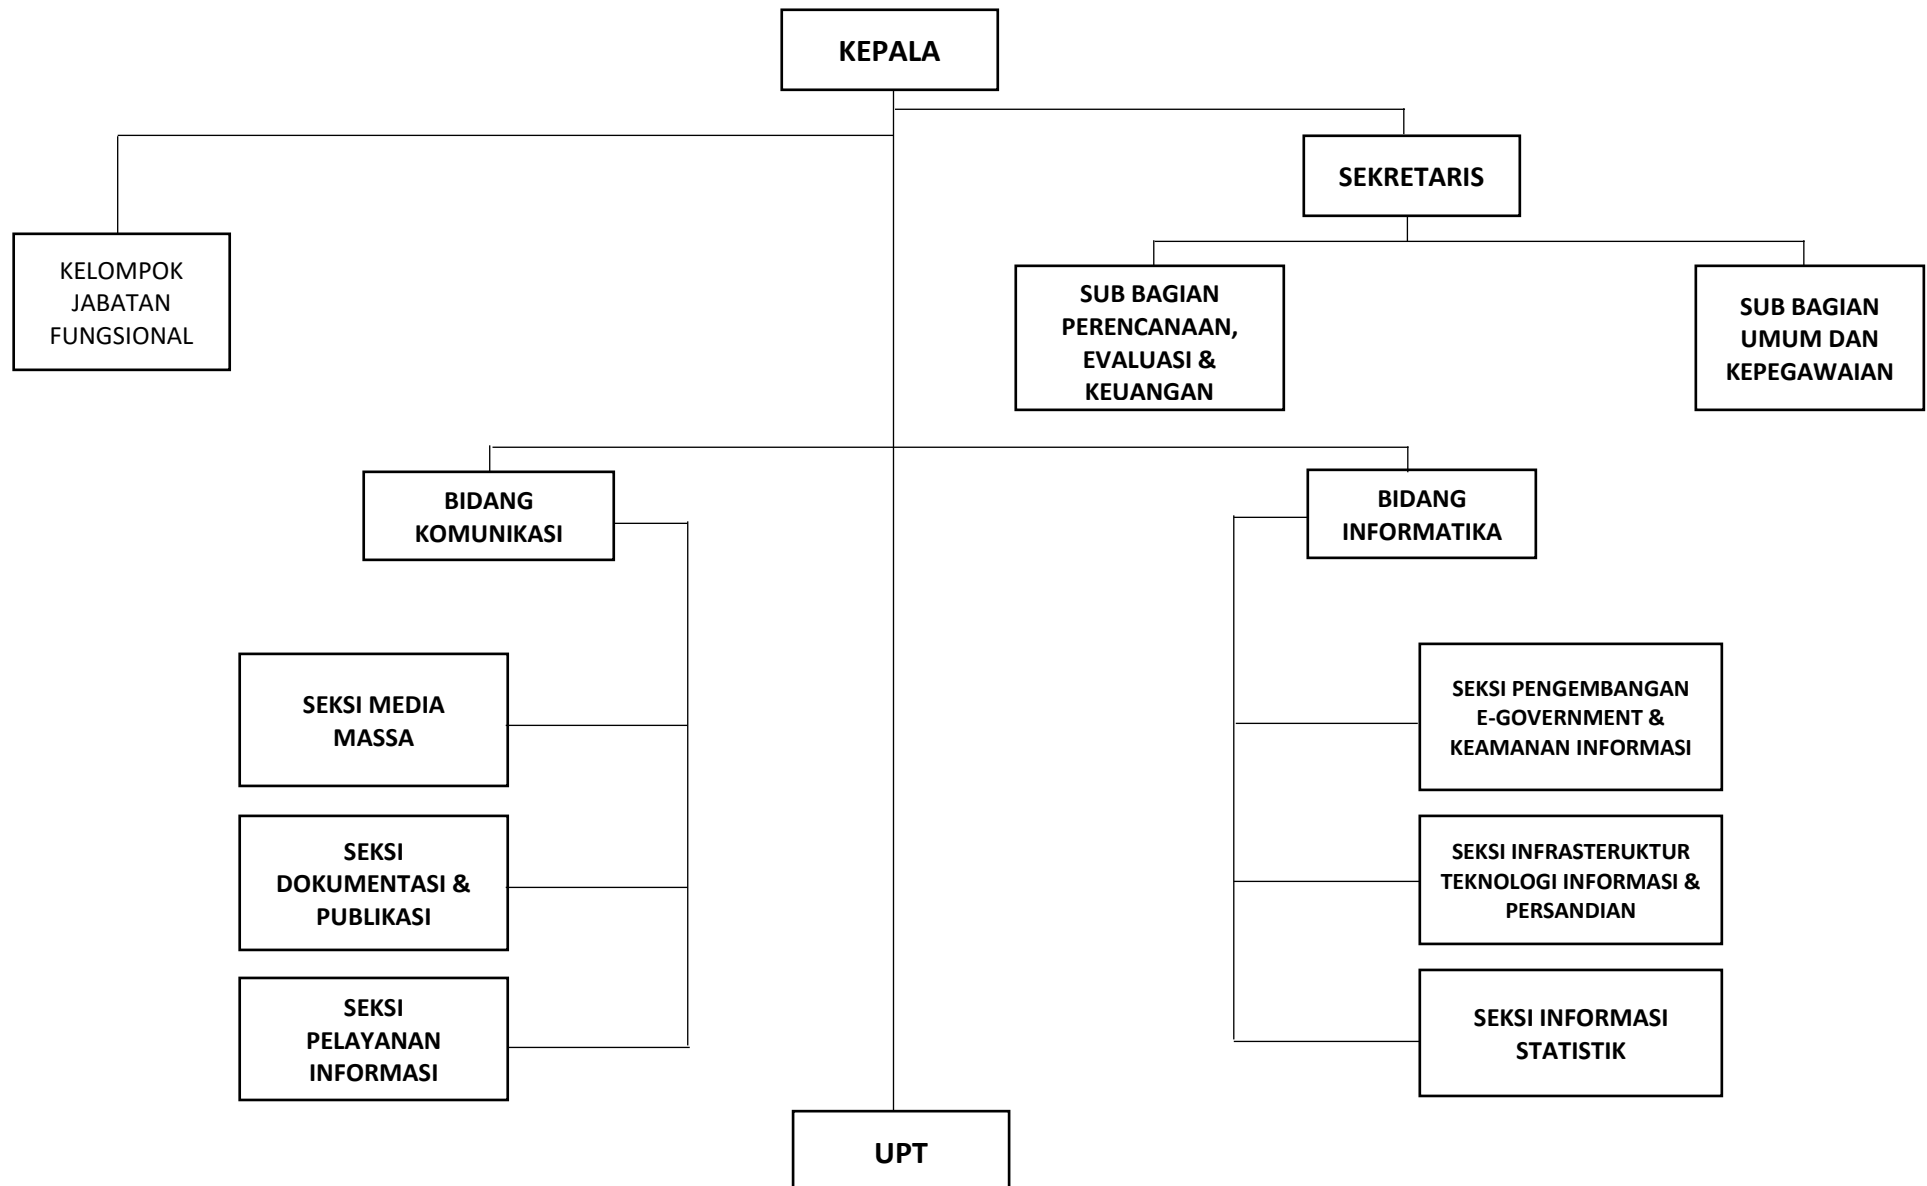 KEPALA
SEKRETARIS
KELOMPOK
JABATAN
FUNGSIONAL
SUB BAGIAN
PERENCANAAN,
EVALUASI &
KEUANGAN
SUB BAGIAN
UMUM DAN
KEPEGAWAIAN
BIDANG
KOMUNIKASI
BIDANG
INFORMATIKA
SEKSI MEDIA
MASSA
SEKSI
DOKUMENTASI &
PUBLIKASI
SEKSI
PELAYANAN
INFORMASI
SEKSI PENGEMBANGAN
E-GOVERNMENT &
KEAMANAN INFORMASI
SEKSI INFRASTERUKTUR
TEKNOLOGI INFORMASI &
PERSANDIAN
SEKSI INFORMASI
STATISTIK
UPT